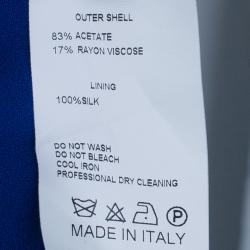 OUTER SHELL
83% ACETATE
17% RAYON VISCOSE
LINING
100%SILK
DO NOT WASH
DO NOT BLEACH
COOL IRON
PROFESSIONAL DRY CLEANING
P
MADE IN ITALY